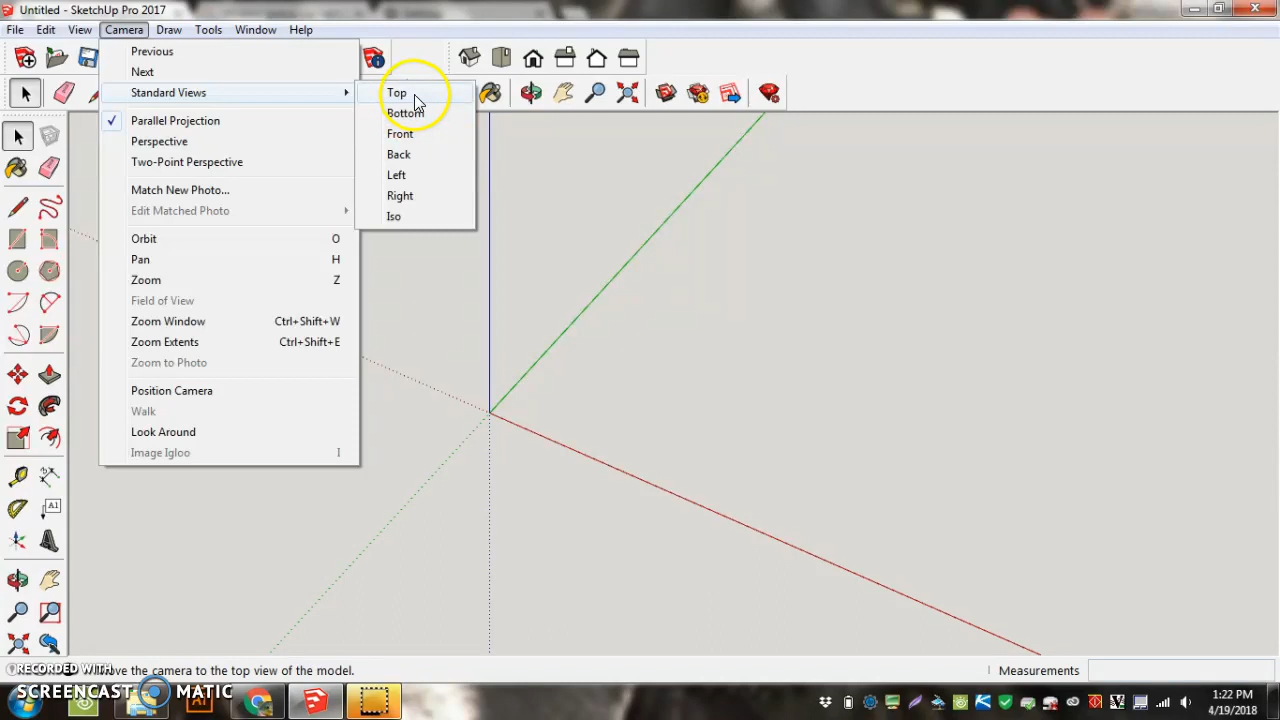 Untitled - SketchUp Pro 2017
File Edit View Camera Draw Tools Window Help
Previous
Next
Standard Views
Parallel Projection
Perspective
Two-Point Perspective
Match New Photo...
Edit Matched Photo
Orbit O
Pan H
Zoom Z
Field of View
Zoom Window Ctrl+Shift+W
Zoom Extents Ctrl+Shift+E
Zoom to Photo
Position Camera
Walk
Look Around
Image Igloo I
Top
Bottom
Front
Back
Left
Right
Iso
A1
ove the camera to the top view of the model.
Measurements
RECORDED WITH
SCREENCAST MATIC
Ai
1:22 PM
4/19/2018